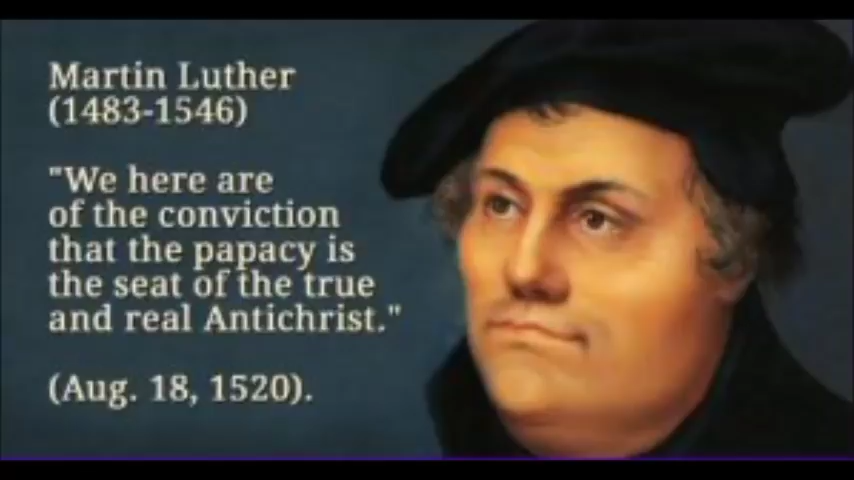 Martin Luther
(1483-1546)
"We here are
of the conviction
that the papacy is
the seat of the true
and real Antichrist."
(Aug. 18, 1520).